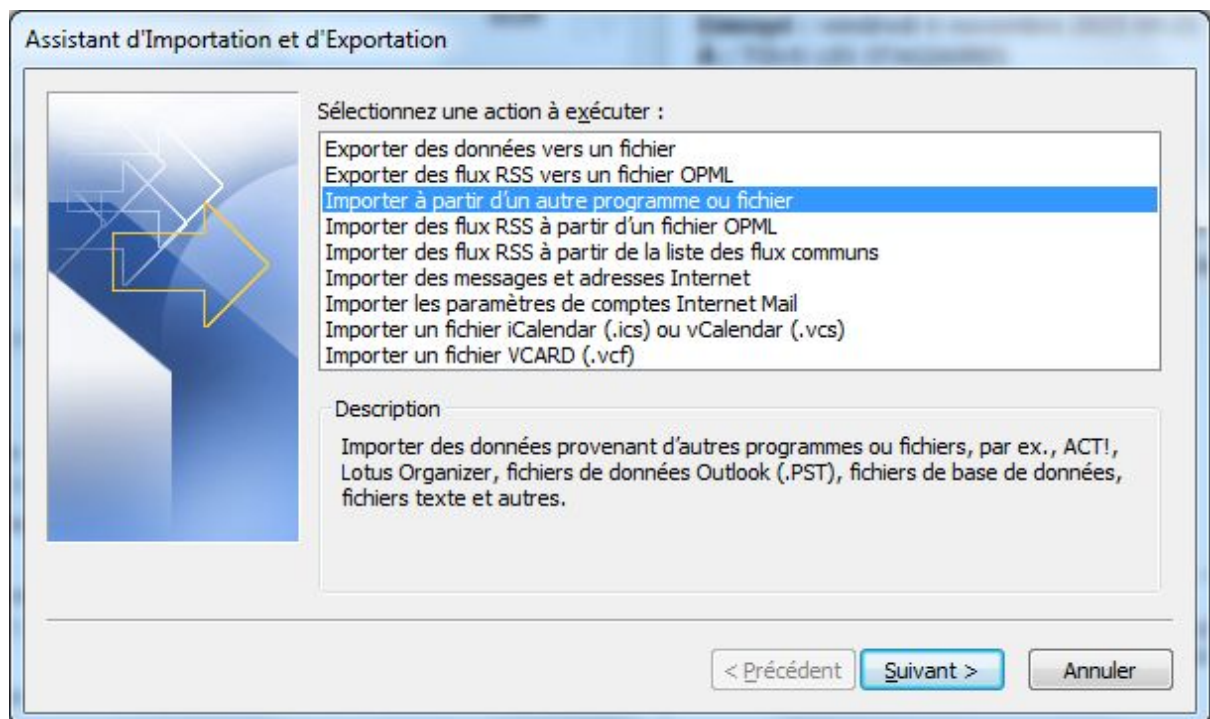 Assistant d'Importation et d'Exportation
Sélectionnez une action à exécuter :
Exporter des données vers un fichier
Exporter des flux RSS vers un fichier OPML
Importer à partir d’un autre programme ou fichier
Importer des flux RSS à partir d’un fichier OPML
Importer des flux RSS à partir de la liste des flux communs
Importer des messages et adresses Internet
Importer les paramètres de comptes Internet Mail
Importer un fichier iCalendar (.ics) ou vCalendar (.vcs)
Importer un fichier VCARD (.vcf)
Description
Importer des données provenant d’autres programmes ou fichiers, par ex., ACT!,
Lotus Organizer, fichiers de données Outlook (.PST), fichiers de base de données,
fichiers texte et autres.
< Précédent
Suivant >
Annuler